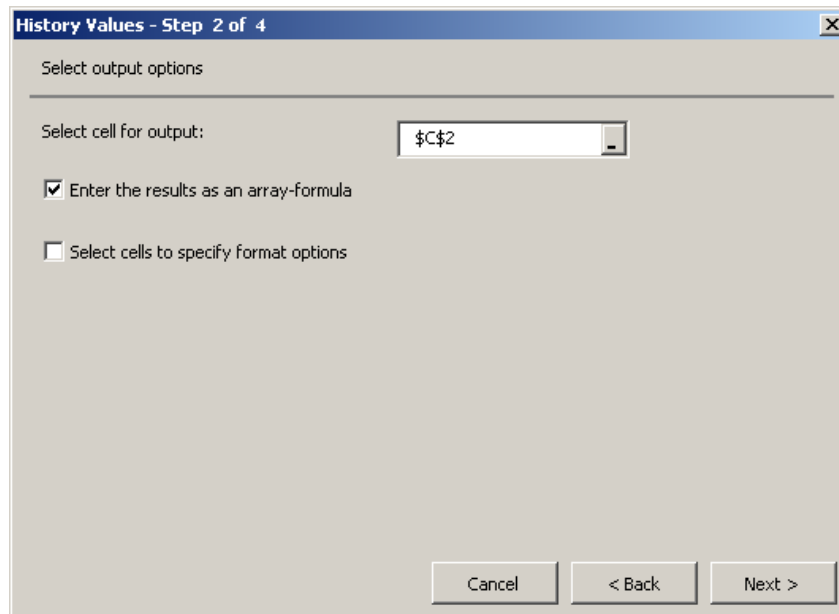 History Values - Step 2 of 4
Select output options
Select cell for output: $C$2
Enter the results as an array-formula
Select cells to specify format options
Cancel < Back Next >